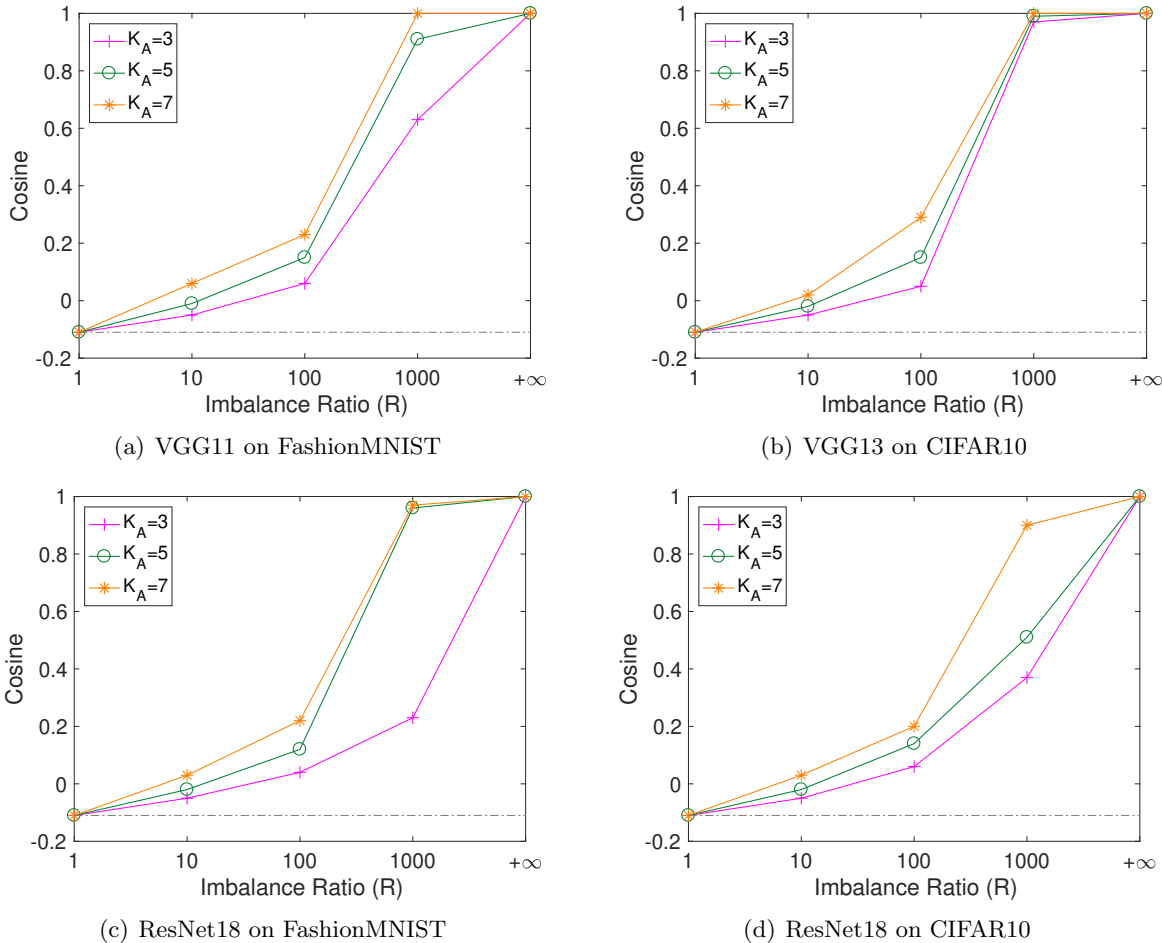 1
0.8
0.6
0.4
0.2
0
-0.2
Cosine
K_A=3
K_A=5
K_A=7
1 10 100 1000 +∞
Imbalance Ratio (R)
(a) VGG11 on FashionMNIST
1
0.8
0.6
0.4
0.2
0
-0.2
Cosine
K_A=3
K_A=5
K_A=7
1 10 100 1000 +∞
Imbalance Ratio (R)
(b) VGG13 on CIFAR10
1
0.8
0.6
0.4
0.2
0
-0.2
Cosine
K_A=3
K_A=5
K_A=7
1 10 100 1000 +∞
Imbalance Ratio (R)
(c) ResNet18 on FashionMNIST
1
0.8
0.6
0.4
0.2
0
-0.2
Cosine
K_A=3
K_A=5
K_A=7
1 10 100 1000 +∞
Imbalance Ratio (R)
(d) ResNet18 on CIFAR10